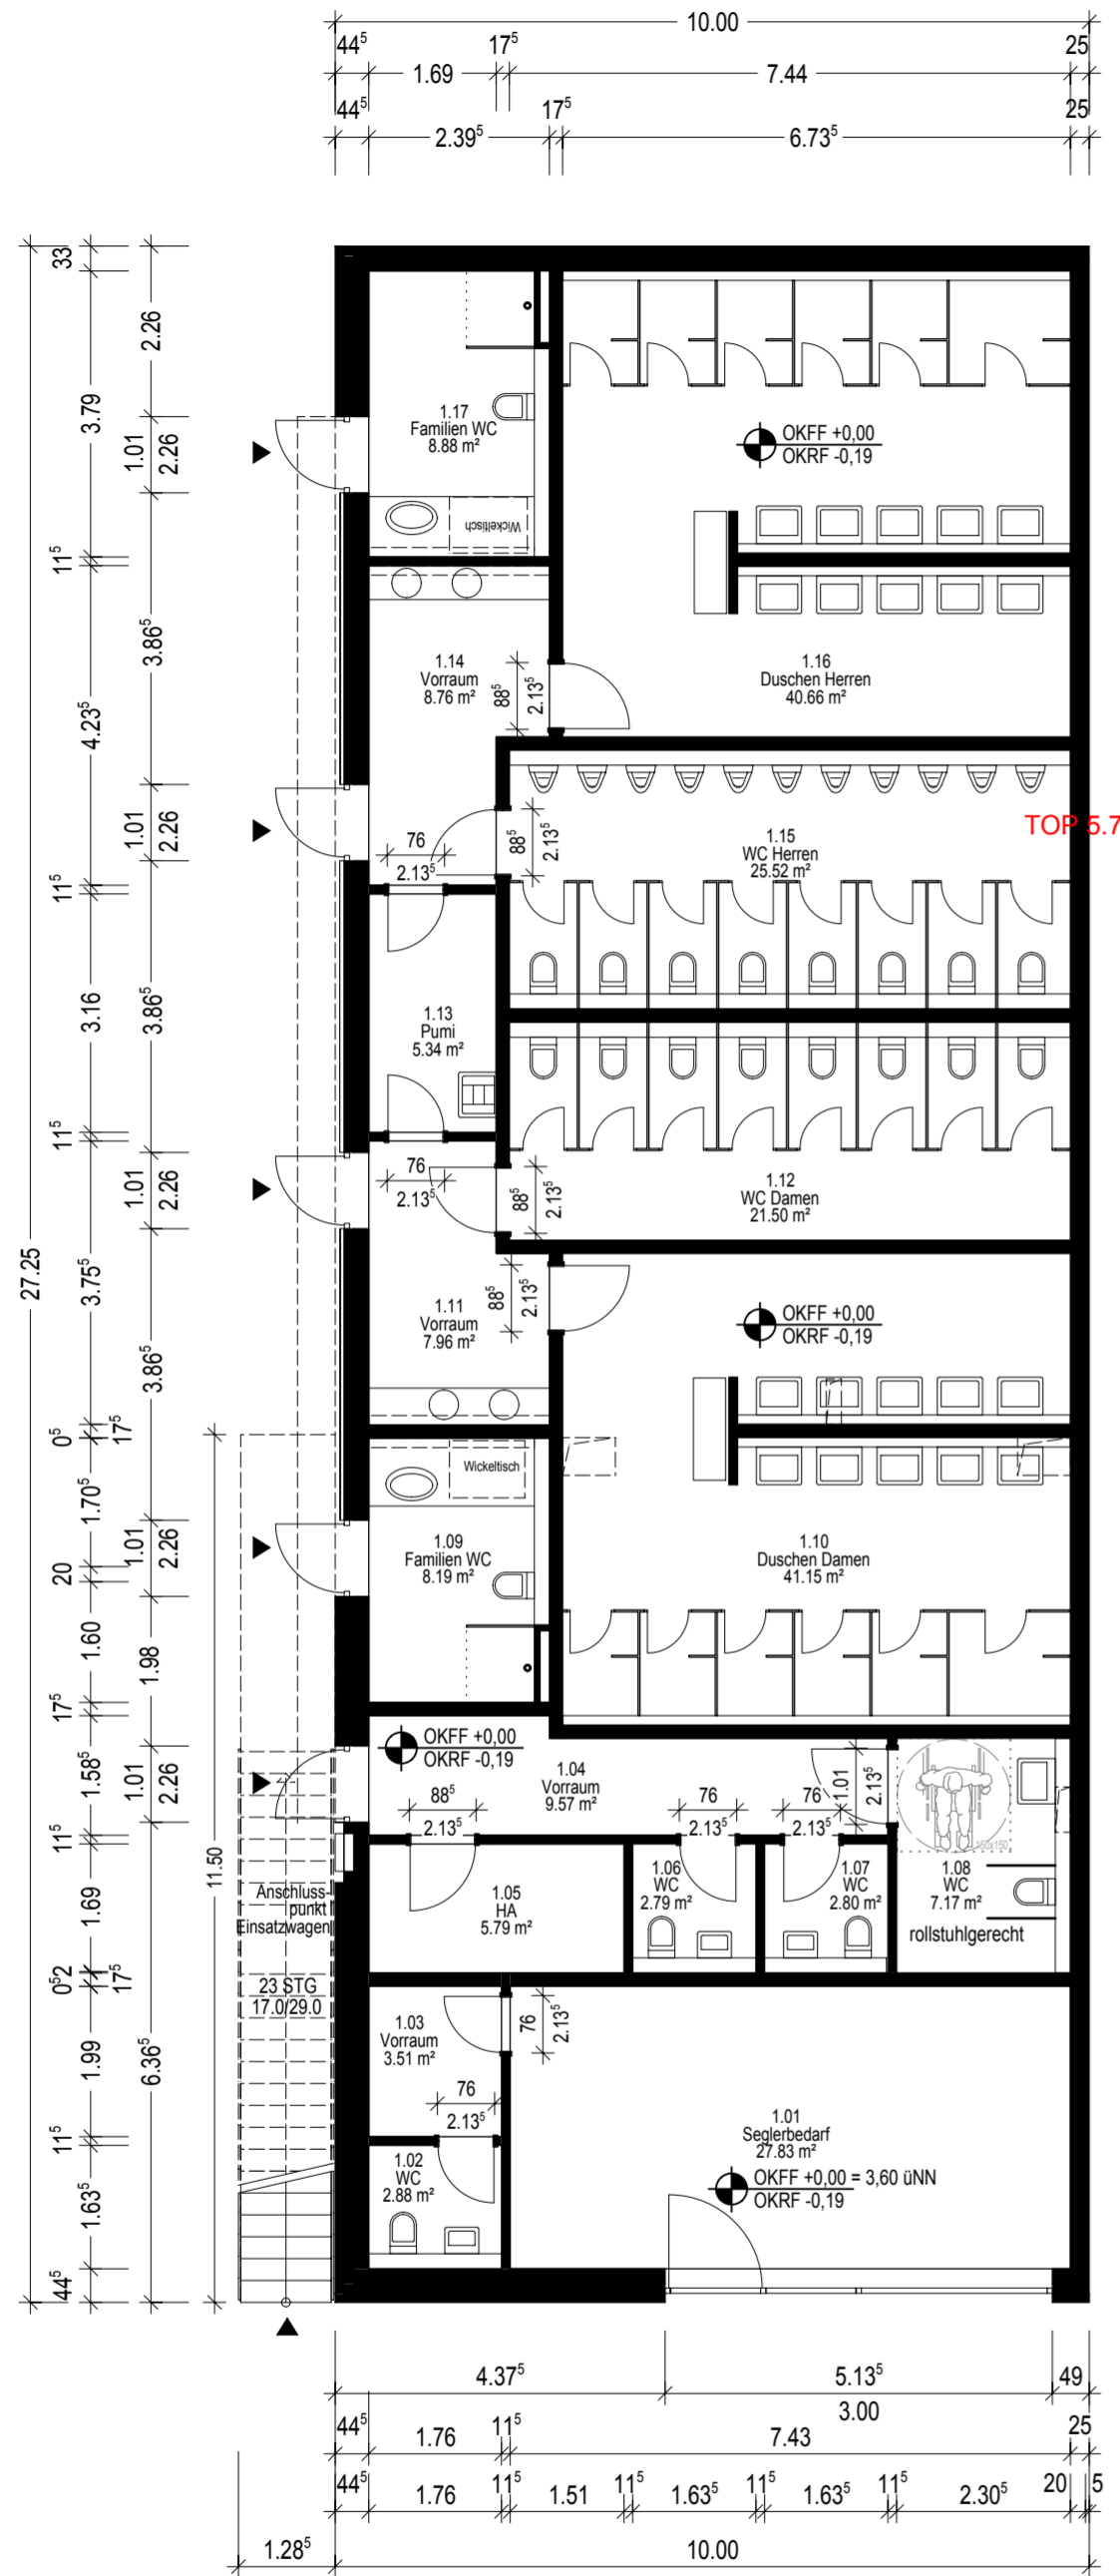 10.00
44⁵ 17⁵ 25
1.69 7.44
44⁵ 17⁵ 25
2.39⁵ 6.73⁵
33
3.79
11⁵
4.23⁵
11⁵
3.16
11⁵
3.75⁵
0⁵ 17⁵
1.70⁵
20
1.60
17⁵
1.58⁵
11⁵
1.69
0⁵2 17⁵
1.99
11⁵
1.63⁵
44⁵
27.25
2.26
1.01
2.26
3.86⁵
1.01
2.26
3.86⁵
1.01
2.26
3.86⁵
1.01
2.26
1.98
1.01
2.26
6.36⁵
11.50
1.17
Familien WC
8.88 m²
Wickeltisch
OKFF +0,00
OKRF -0,19
1.14
Vorraum
8.76 m²
88⁵
2.13⁵
1.16
Duschen Herren
40.66 m²
76
2.13⁵
88⁵
2.13⁵
1.15
WC Herren
25.52 m²
TOP 5.7
1.13
Pumi
5.34 m²
76
2.13⁵
88⁵
2.13⁵
1.12
WC Damen
21.50 m²
1.11
Vorraum
7.96 m²
88⁵
2.13⁵
OKFF +0,00
OKRF -0,19
Wickeltisch
1.09
Familien WC
8.19 m²
1.10
Duschen Damen
41.15 m²
OKFF +0,00
OKRF -0,19
1.04
Vorraum
9.57 m²
88⁵
2.13⁵
76
2.13⁵
76
2.13⁵
1.01
2.13⁵
150x150
Anschluss-
punkt
Einsatzwagen
1.05
HA
5.79 m²
1.06
WC
2.79 m²
1.07
WC
2.80 m²
1.08
WC
7.17 m²
rollstuhlgerecht
23 STG
17.0/29.0
1.03
Vorraum
3.51 m²
76
2.13⁵
76
2.13⁵
1.02
WC
2.88 m²
1.01
Seglerbedarf
27.83 m²
OKFF +0,00 = 3,60 üNN
OKRF -0,19
4.37⁵ 5.13⁵ 49
3.00
44⁵ 1.76 11⁵ 7.43 25
44⁵ 1.76 11⁵ 1.51 11⁵ 1.63⁵ 11⁵ 1.63⁵ 11⁵ 2.30⁵ 20 5
1.28⁵ 10.00